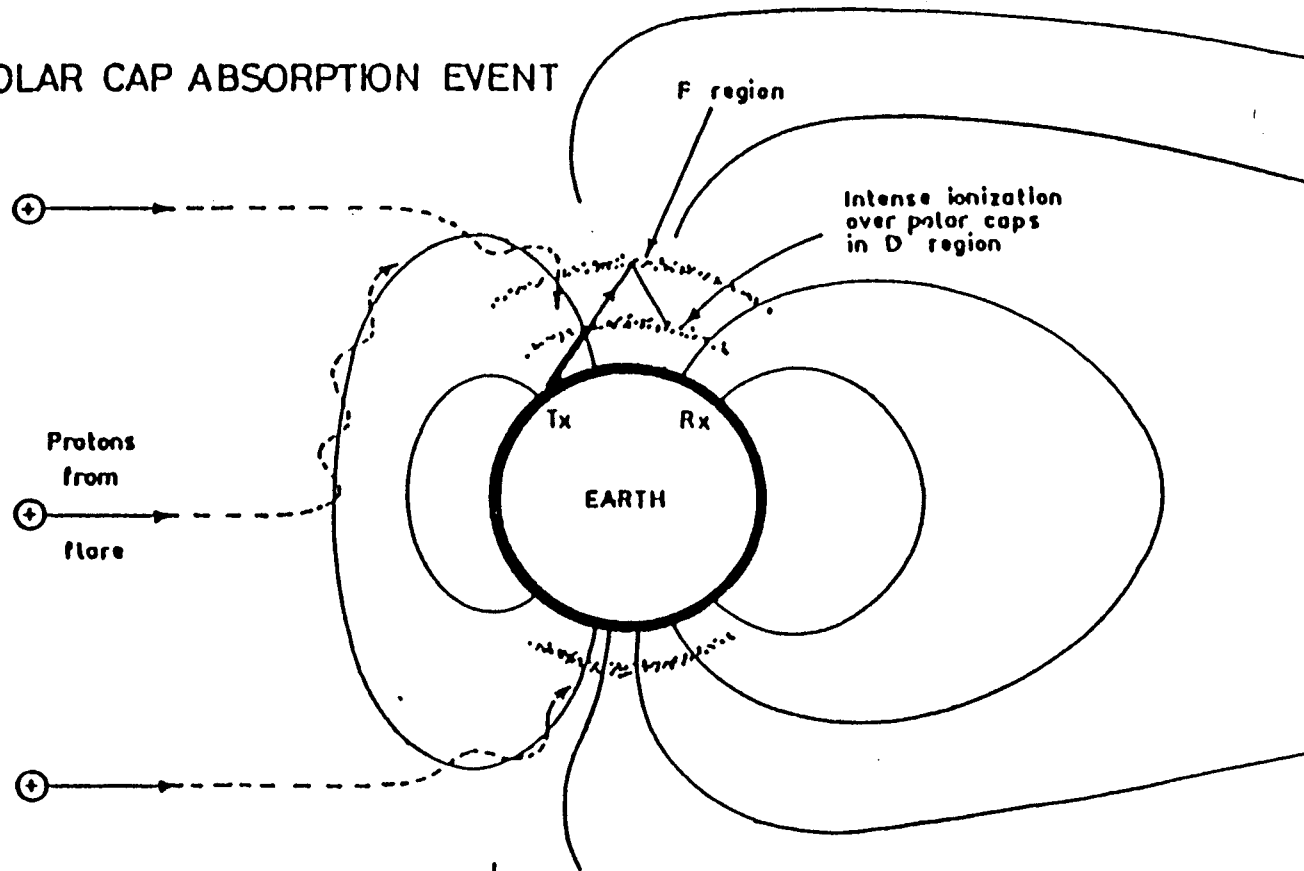 OLAR CAP ABSORPTION EVENT
F region
Intense ionization
over polar caps
in D region
Protons
from
flare
Tx
Rx
EARTH